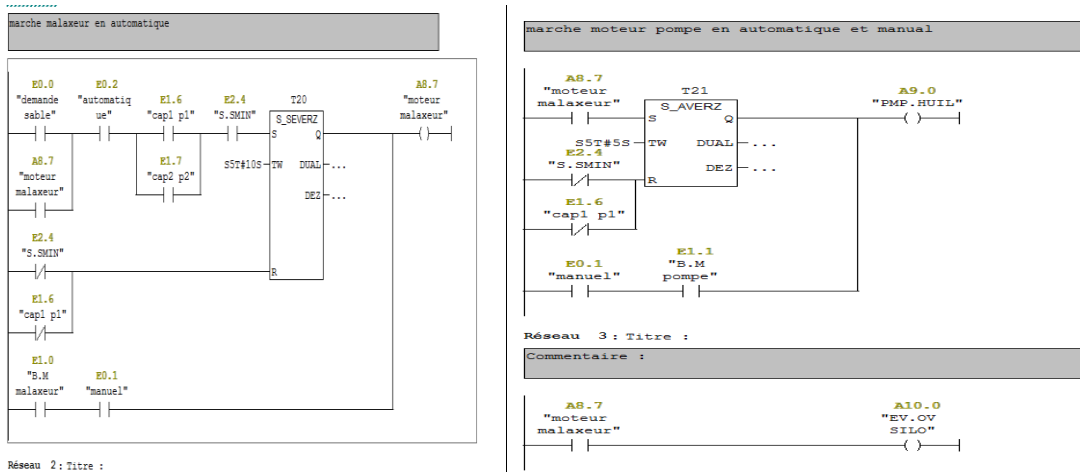 marche malaxeur en automatique
E0.0
"demande
sable"
E0.2
"automatiq
ue"
E1.6
"cap1 p1"
E2.4
"S.SMIN"
T20
S_SEVERZ
S
Q
S5T#10S
TW
DUAL
...
DEZ
...
R
A8.7
"moteur
malaxeur"
A8.7
"moteur
malaxeur"
E1.7
"cap2 p2"
E2.4
"S.SMIN"
E1.6
"cap1 p1"
E1.0
"B.M
malaxeur"
E0.1
"manuel"
Réseau 2 : Titre :
marche moteur pompe en automatique et manual
A8.7
"moteur
malaxeur"
T21
S_AVERZ
S
Q
S5T#5S
TW
DUAL
...
DEZ
...
R
A9.0
"PMP.HUIL"
E2.4
"S.SMIN"
E1.6
"cap1 p1"
E0.1
"manuel"
E1.1
"B.M
pompe"
Réseau 3 : Titre :
Commentaire :
A8.7
"moteur
malaxeur"
A10.0
"EV.OV
SILO"